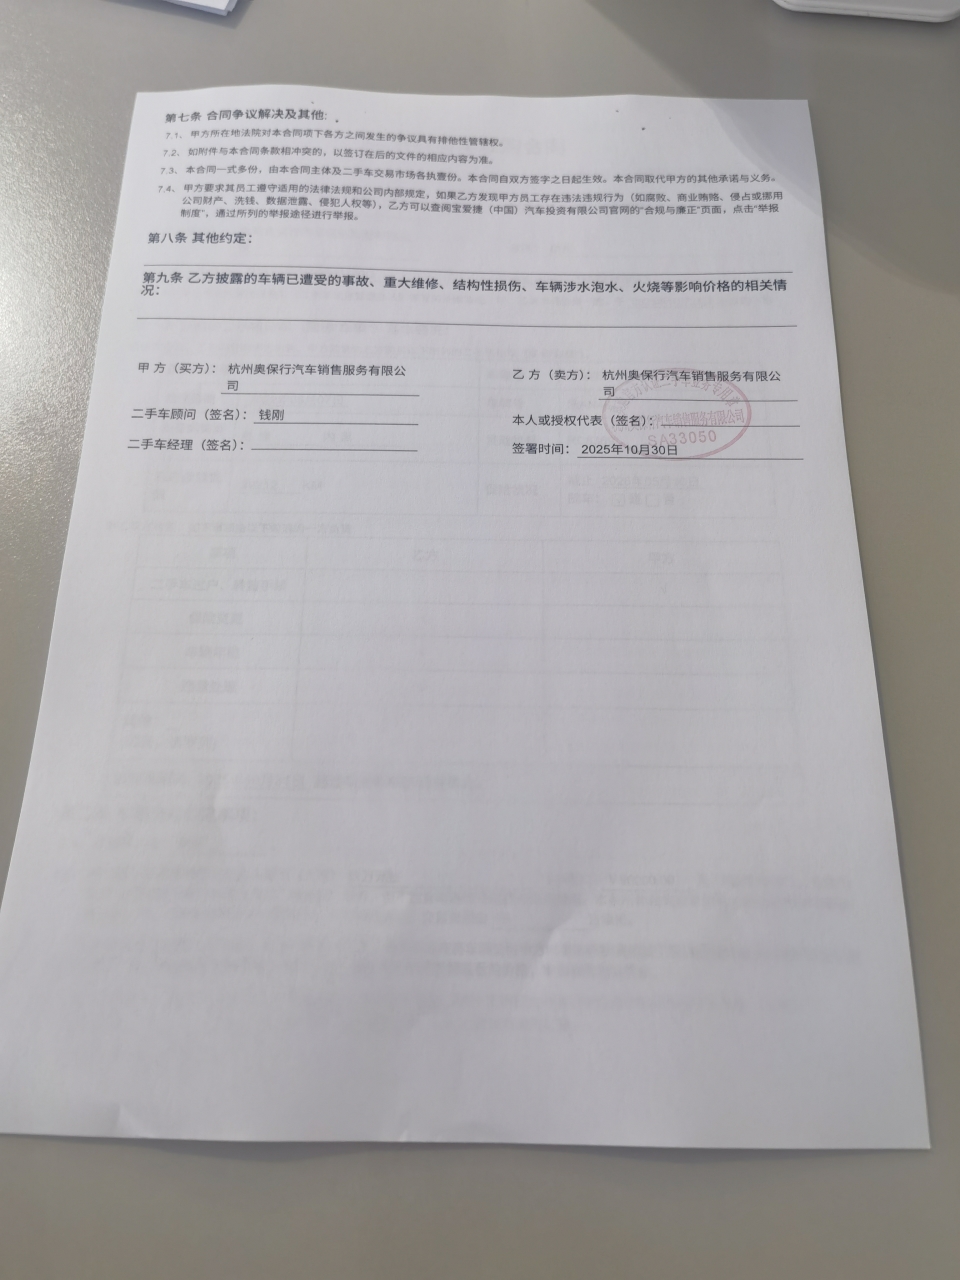 第七条 合同争议解决及其他:
7.1、 甲方所在地法院对本合同项下各方之间发生的争议具有排他性管辖权。
7.2、 如附件与本合同条数相冲突的，以签订在后的文件的相应内容为准。
7.3、 本合同一式多份，由本合同主体及二手车交易市场各执壹份。本合同自双方签字之日起生效。本合同取代甲方的其他承诺与义务。
7.4、 甲方要求其员工遵守适用的法律法规和公司内部规定，如果乙方发现甲方员工存在违法违规行为（如腐败、商业贿赂、侵占或挪用
公司财产、洗钱、数据泄露、侵犯人权等），乙方可以查阅宝爱捷（中国）汽车投资有限公司官网的“合规与廉正”页面，点击“举报
制度”，通过所列的举报途径进行举报。
第八条 其他约定:
第九条 乙方披露的车辆已遭受的事故、重大维修、结构性损伤、车辆涉水泡水、火烧等影响价格的相关情
况:
甲 方（买方）： 杭州奥保行汽车销售服务有限公
司
乙 方（卖方）： 杭州奥保行汽车销售服务有限公
司
二手车顾问（签名）： 钱刚
本人或授权代表（签名）：
汽车销售服务有限公司
SA33050
二手车经理（签名）：
签署时间： 2025年10月30日